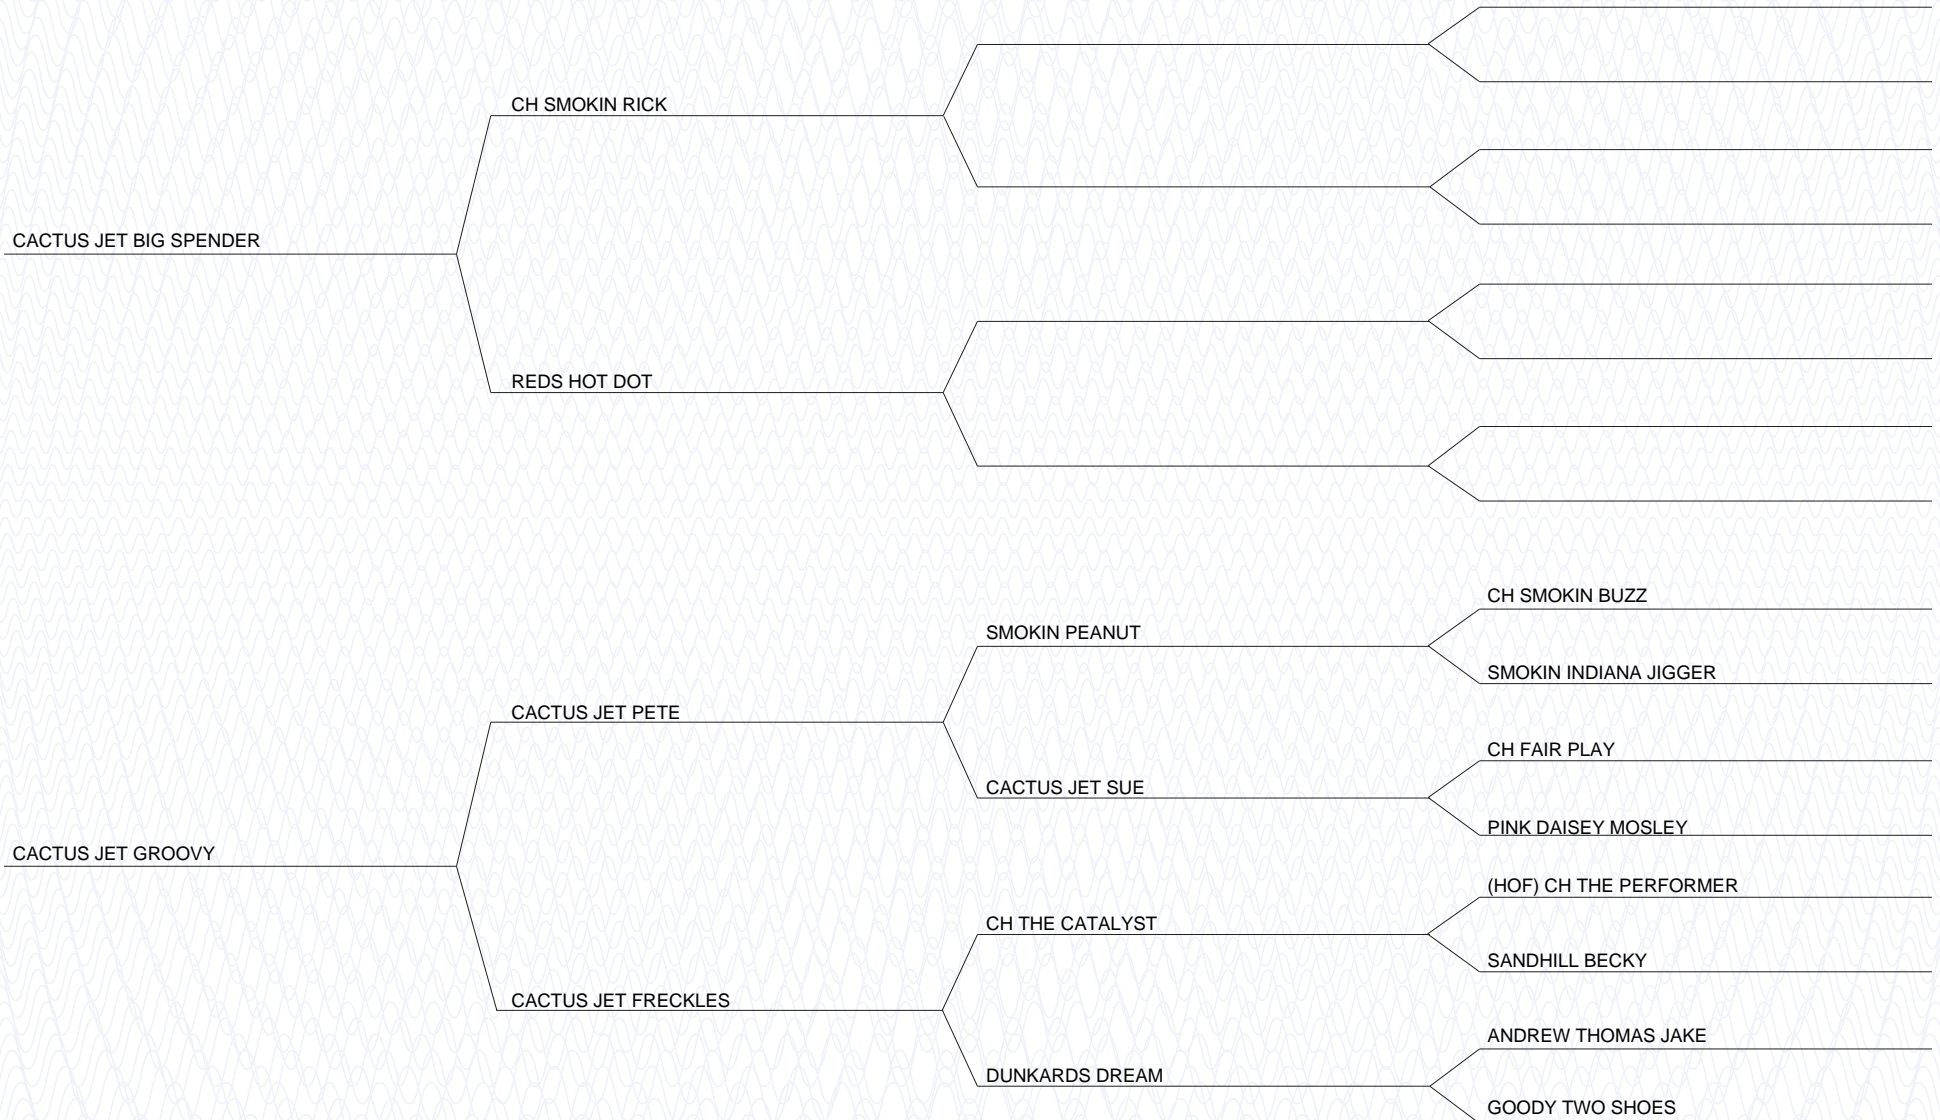 CH SMOKIN RICK
CACTUS JET BIG SPENDER
REDS HOT DOT
CH SMOKIN BUZZ
SMOKIN PEANUT
SMOKIN INDIANA JIGGER
CACTUS JET PETE
CH FAIR PLAY
CACTUS JET SUE
PINK DAISEY MOSLEY
CACTUS JET GROOVY
(HOF) CH THE PERFORMER
CH THE CATALYST
SANDHILL BECKY
CACTUS JET FRECKLES
ANDREW THOMAS JAKE
DUNKARDS DREAM
GOODY TWO SHOES